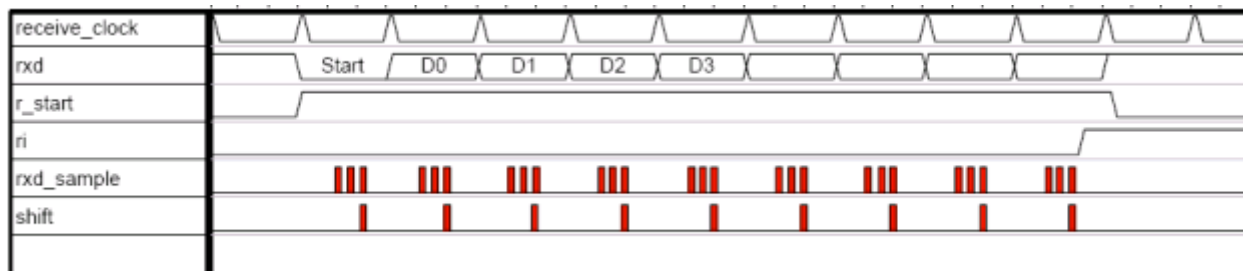 receive_clock
rxd Start D0 D1 D2 D3
r_start
ri
rxd_sample
shift